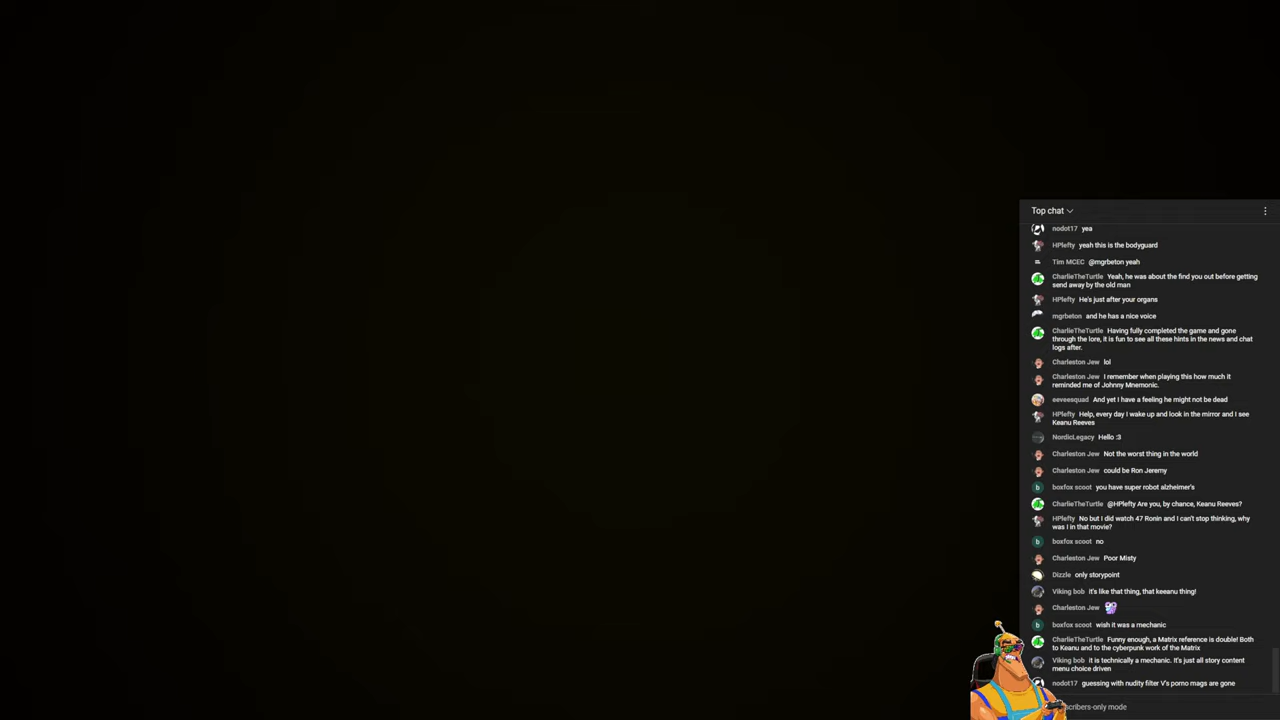 Top chat
nodot17 yea
HPlefty yeah this is the bodyguard
Tim MCEC @mgrbeton yeah
CharlieTheTurtle Yeah, he was about the find you out before getting
send away by the old man
HPlefty He's just after your organs
mgrbeton and he has a nice voice
CharlieTheTurtle Having fully completed the game and gone
through the lore, it is fun to see all these hints in the news and chat
logs after.
Charleston Jew lol
Charleston Jew I remember when playing this how much it
reminded me of Johnny Mnemonic.
eeveesquad And yet I have a feeling he might not be dead
HPlefty Help, every day I wake up and look in the mirror and I see
Keanu Reeves
NordicLegacy Hello :3
Charleston Jew Not the worst thing in the world
Charleston Jew could be Ron Jeremy
boxfox scoot you have super robot alzheimer's
CharlieTheTurtle @HPlefty Are you, by chance, Keanu Reeves?
HPlefty No but I did watch 47 Ronin and I can't stop thinking, why
was I in that movie?
b boxfox scoot no
Charleston Jew Poor Misty
Dizzle only storypoint
Viking bob it's like that thing, that keeanu thing!
Charleston Jew
b boxfox scoot wish it was a mechanic
CharlieTheTurtle Funny enough, a Matrix reference is double! Both
to Keanu and to the cyberpunk work of the Matrix
Viking bob it is technically a mechanic. It's just all story content
menu choice driven
nodot17 guessing with nudity filter V's porno mags are gone
scribers-only mode